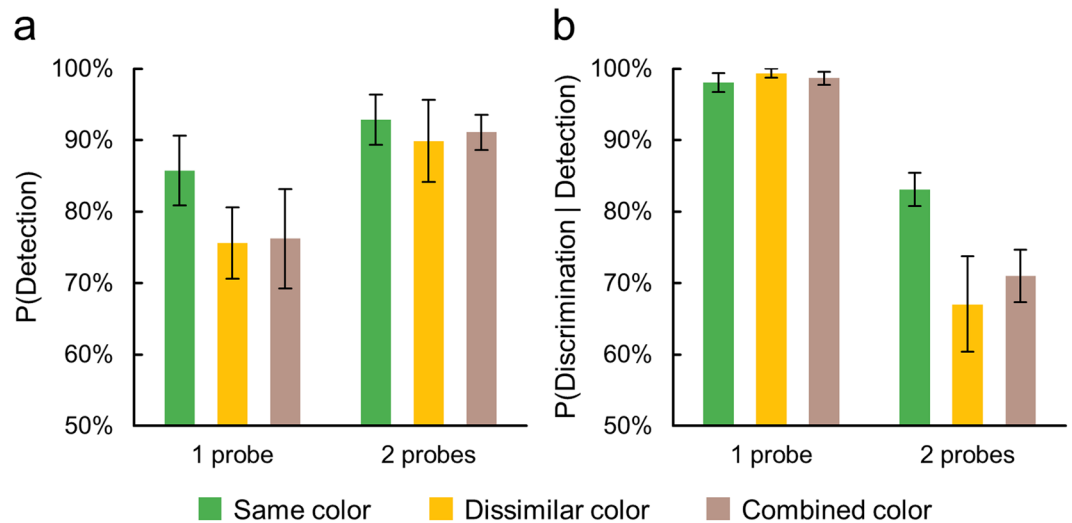 a
b
P(Detection)
100%
90%
80%
70%
60%
50%
1 probe
2 probes
P(Discrimination | Detection)
100%
90%
80%
70%
60%
50%
1 probe
2 probes
Same color
Dissimilar color
Combined color